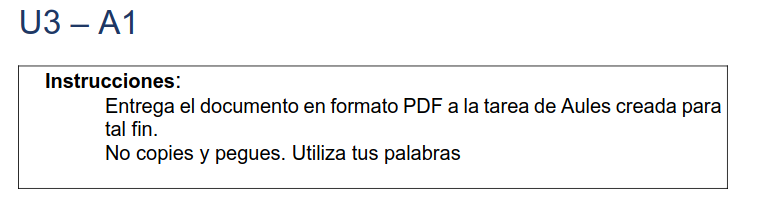 U3 – A1
Instrucciones:
Entrega el documento en formato PDF a la tarea de Aules creada para
tal fin.
No copies y pegues. Utiliza tus palabras